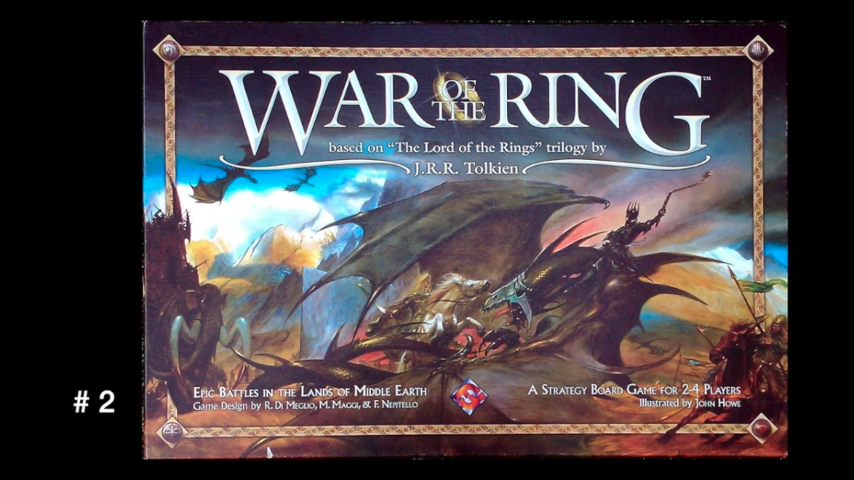 WAR OF THE RING™
based on "The Lord of the Rings" trilogy by
J.R.R. Tolkien
EPIC BATTLES IN THE LANDS OF MIDDLE EARTH
GAME DESIGN BY R. DI MEGLIO, M. MAGGI, & F. NEPITELLO
A STRATEGY BOARD GAME FOR 2-4 PLAYERS
ILLUSTRATED BY JOHN HOWE
# 2